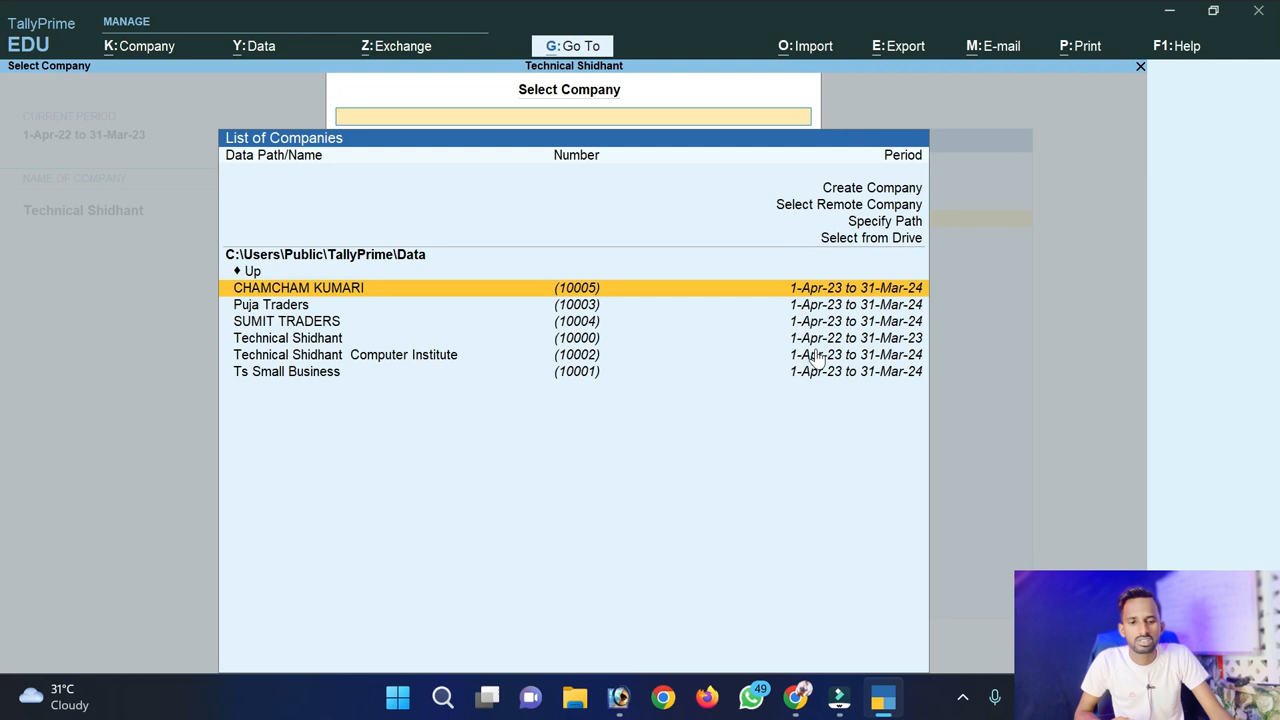 TallyPrime
MANAGE
EDU
K:Company Y:Data Z:Exchange G:Go To O:Import E:Export M:E-mail P:Print F1:Help
Select Company Technical Shidhant
Select Company
CURRENT PERIOD
1-Apr-22 to 31-Mar-23
NAME OF COMPANY
Technical Shidhant
List of Companies
Data Path/Name Number Period
Create Company
Select Remote Company
Specify Path
Select from Drive
C:\Users\Public\TallyPrime\Data
♦ Up
CHAMCHAM KUMARI (10005) 1-Apr-23 to 31-Mar-24
Puja Traders (10003) 1-Apr-23 to 31-Mar-24
SUMIT TRADERS (10004) 1-Apr-23 to 31-Mar-24
Technical Shidhant (10000) 1-Apr-22 to 31-Mar-23
Technical Shidhant Computer Institute (10002) 1-Apr-23 to 31-Mar-24
Ts Small Business (10001) 1-Apr-23 to 31-Mar-24
31°C
Cloudy
49